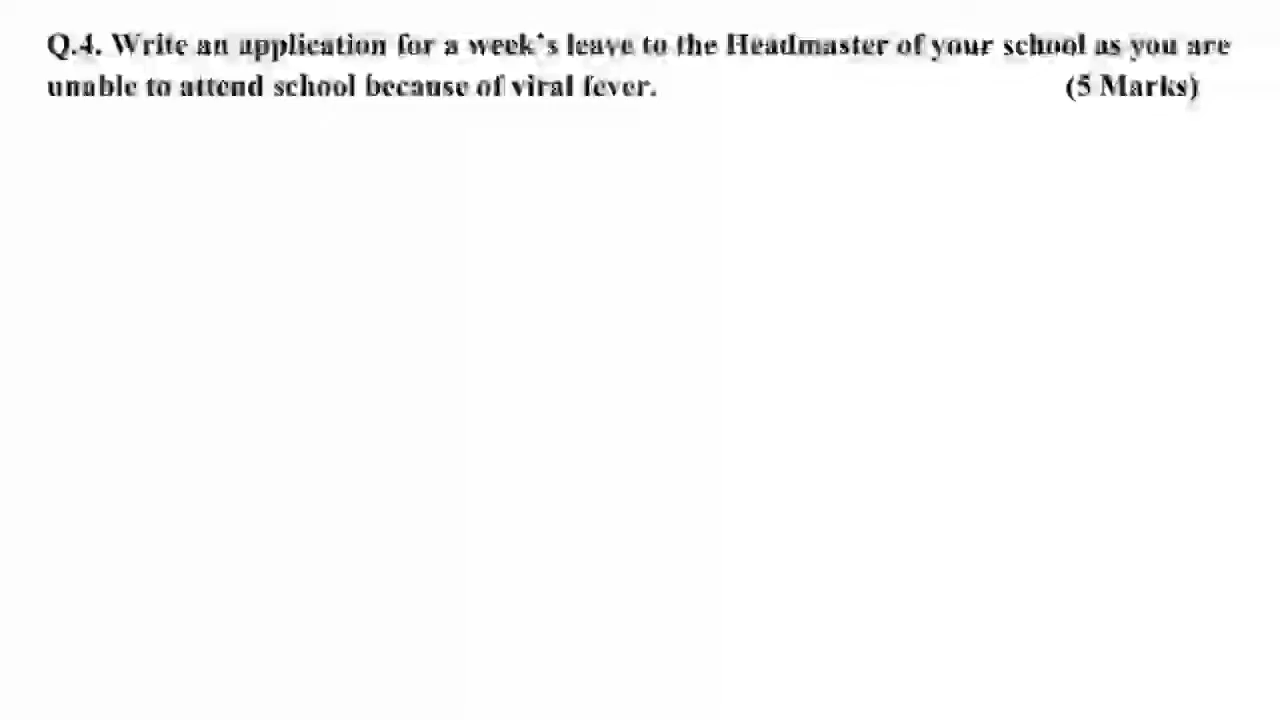 Q.4. Write an application for a week's leave to the Headmaster of your school as you are
unable to attend school because of viral fever. (5 Marks)